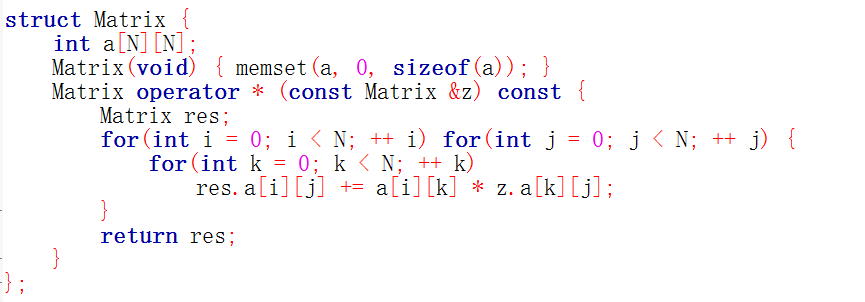 struct Matrix {
    int a[N][N];
    Matrix(void) { memset(a, 0, sizeof(a)); }
    Matrix operator * (const Matrix &z) const {
        Matrix res;
        for(int i = 0; i < N; ++ i) for(int j = 0; j < N; ++ j) {
            for(int k = 0; k < N; ++ k)
                res.a[i][j] += a[i][k] * z.a[k][j];
        }
        return res;
    }
};